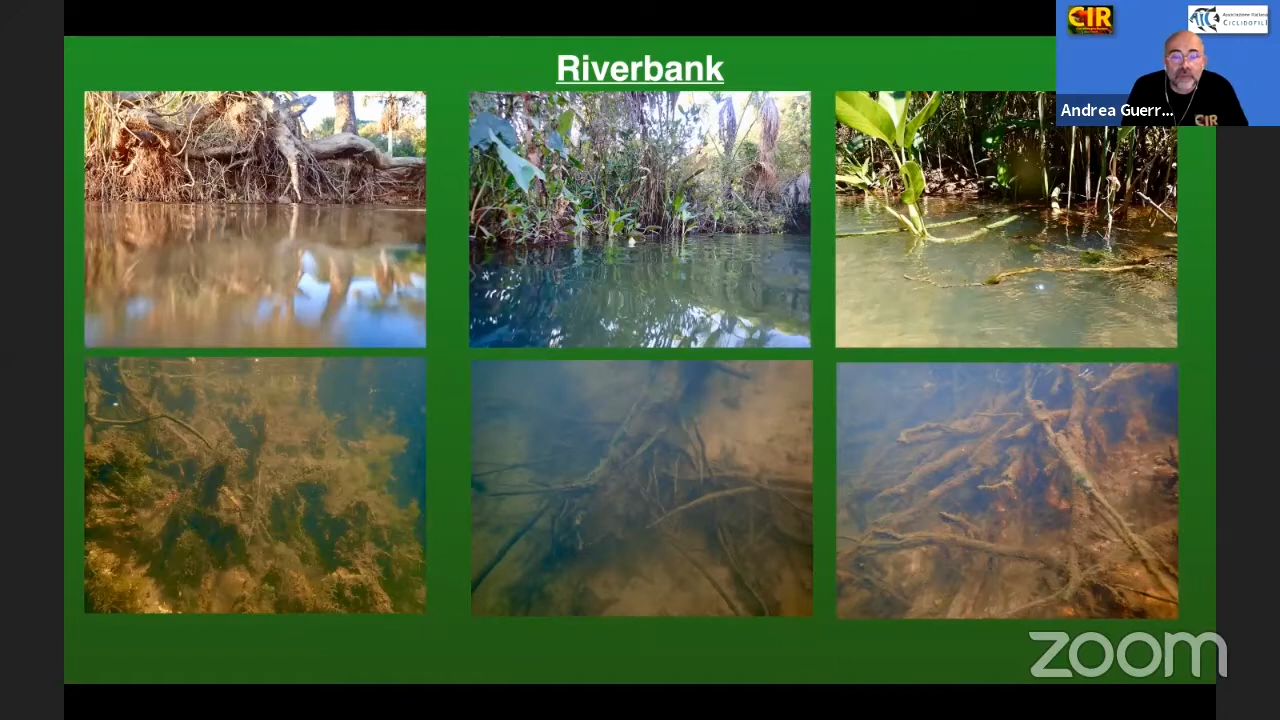 Riverbank
CIR
Associazione Italiana
CICLIDOFILI
Andrea Guerr...
CIR
zoom